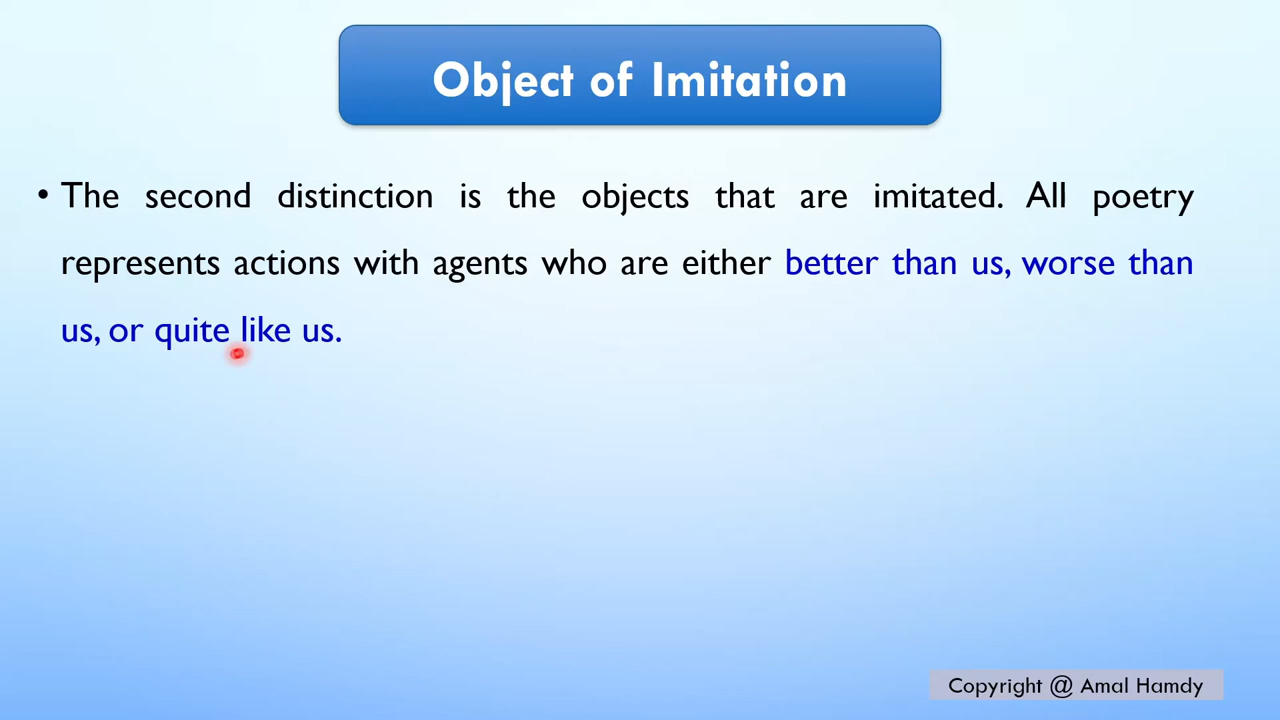 Object of Imitation
• The second distinction is the objects that are imitated. All poetry
represents actions with agents who are either better than us, worse than
us, or quite like us.
Copyright @ Amal Hamdy